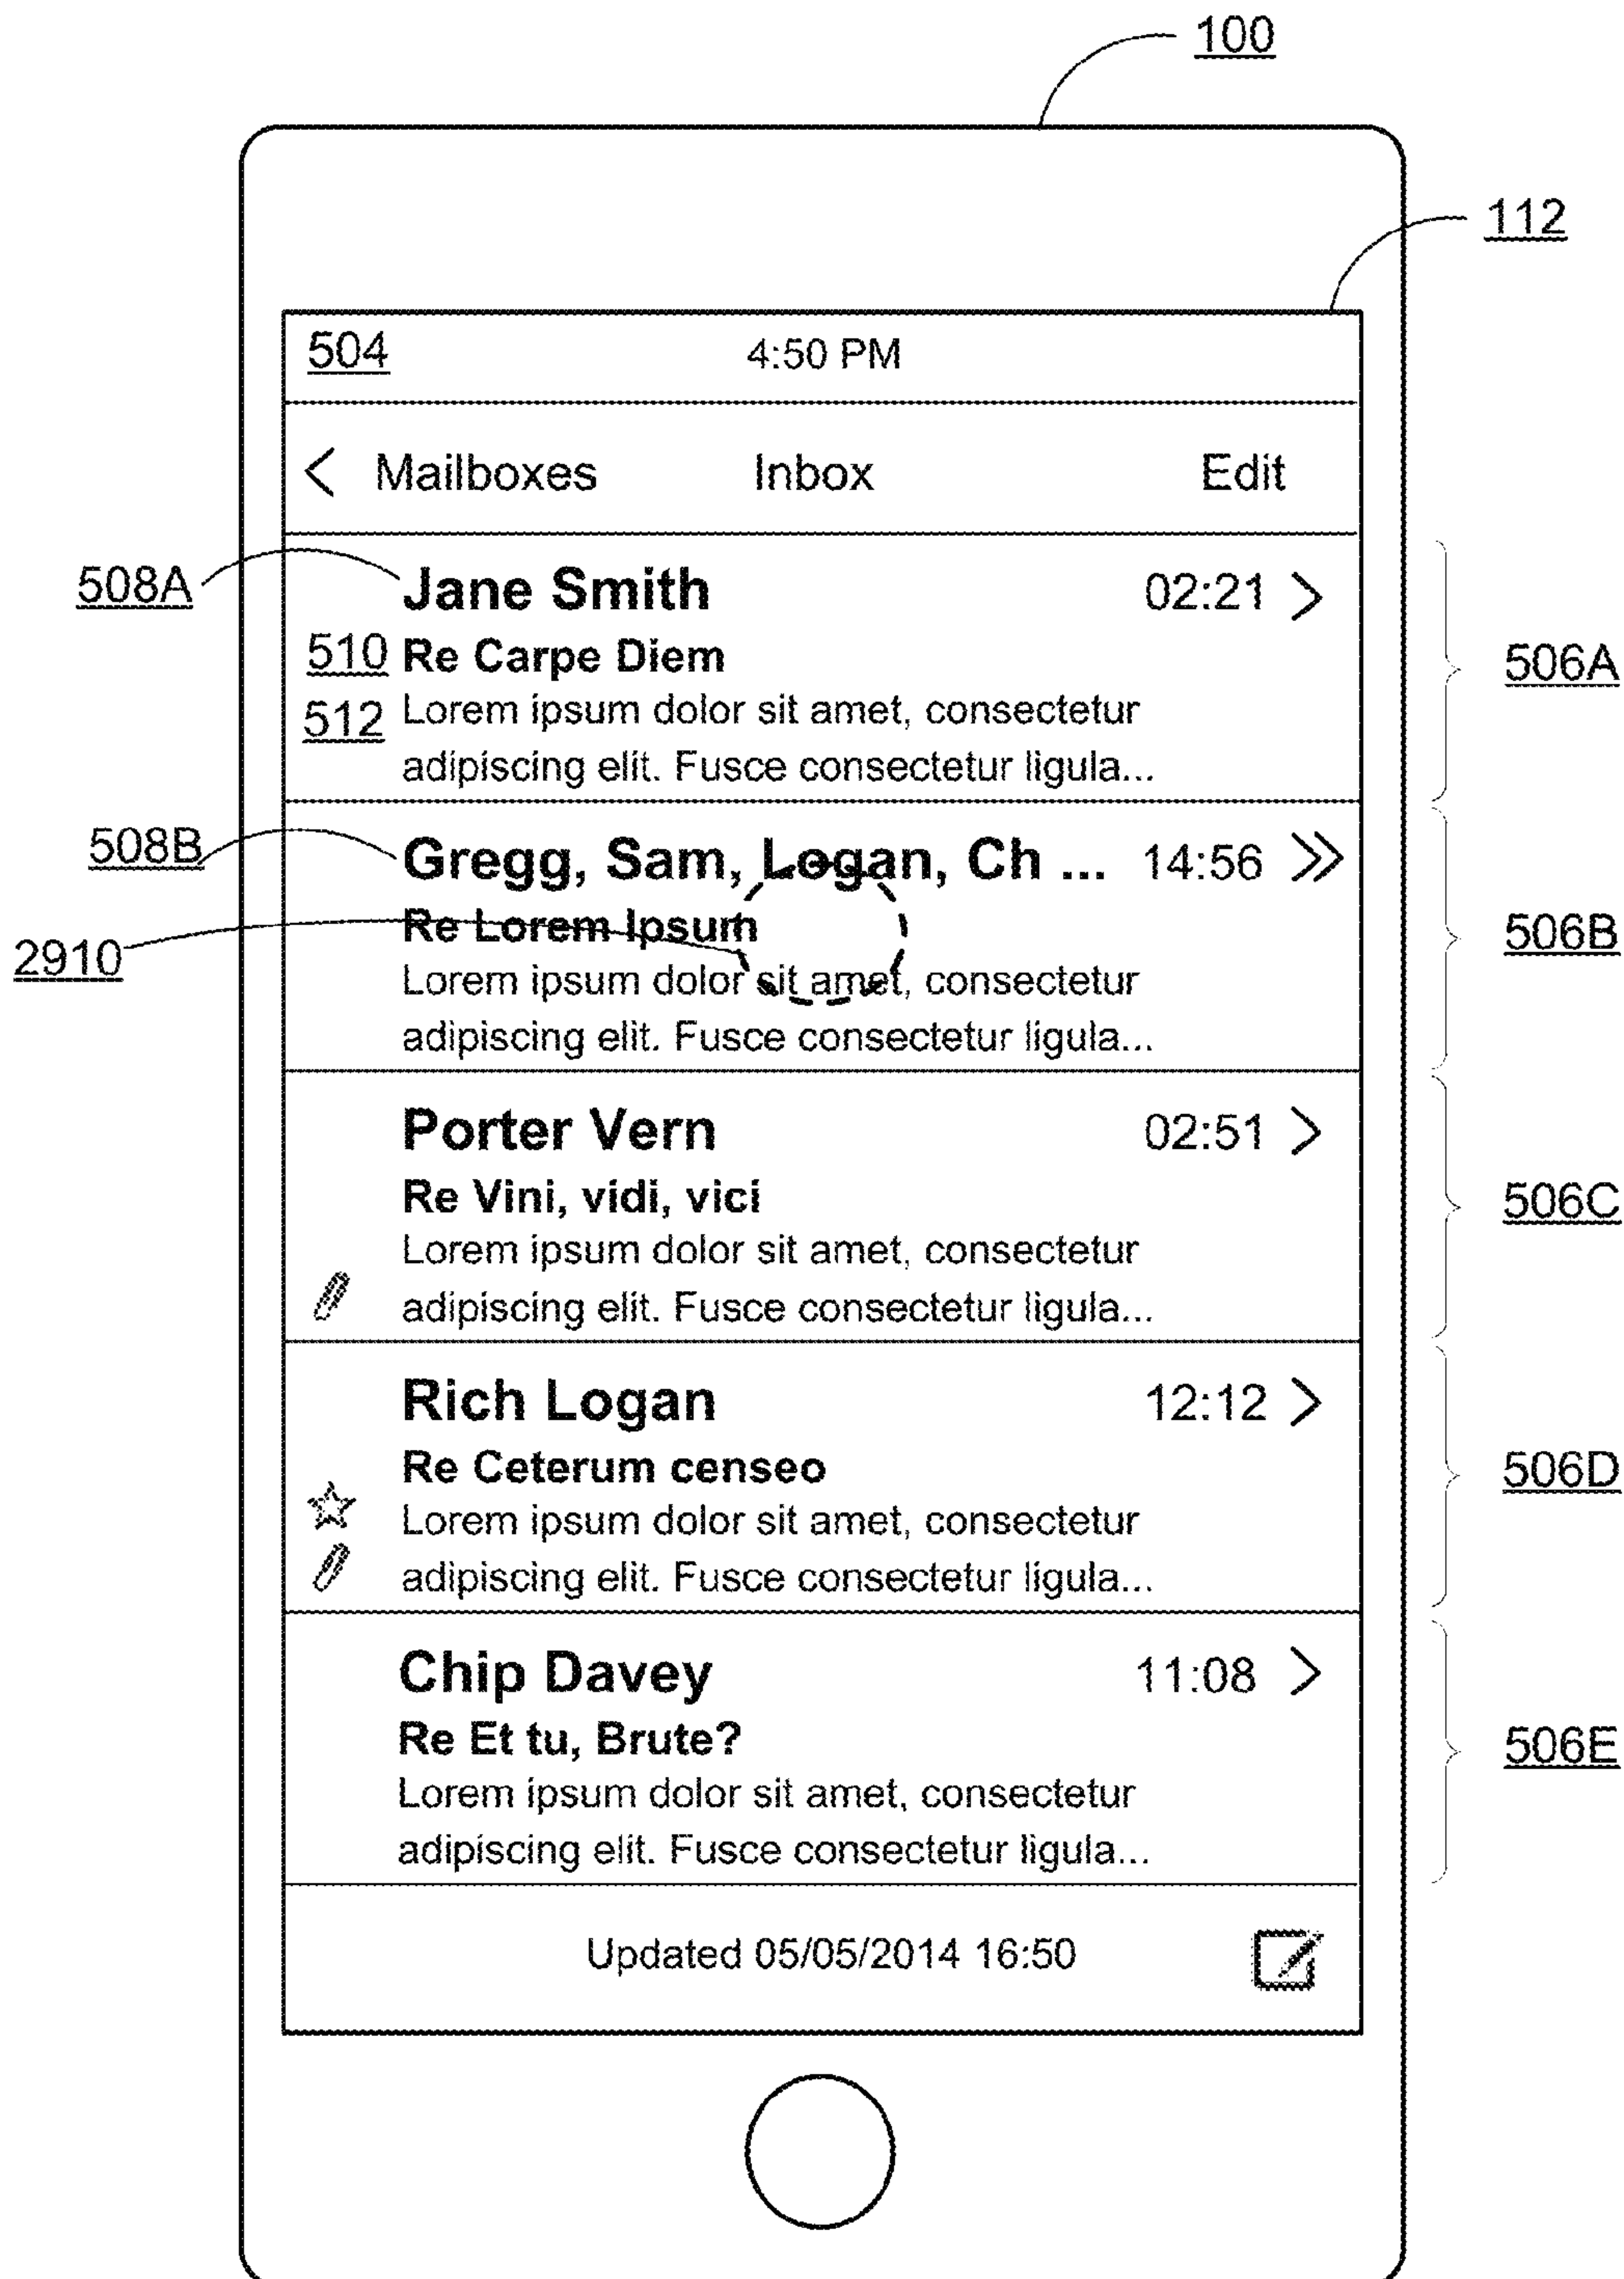 100
112
504 4:50 PM
< Mailboxes Inbox Edit
508A Jane Smith 02:21 >
510 Re Carpe Diem 506A
512 Lorem ipsum dolor sit amet, consectetur
adipiscing elit. Fusce consectetur ligula...
508B Gregg, Sam, Logan, Ch ... 14:56 >>
2910 Re Lorem Ipsum 506B
Lorem ipsum dolor sit amet, consectetur
adipiscing elit. Fusce consectetur ligula...
Porter Vern 02:51 >
Re Vini, vidi, vici 506C
Lorem ipsum dolor sit amet, consectetur
adipiscing elit. Fusce consectetur ligula...
Rich Logan 12:12 >
Re Ceterum censeo 506D
Lorem ipsum dolor sit amet, consectetur
adipiscing elit. Fusce consectetur ligula...
Chip Davey 11:08 >
Re Et tu, Brute? 506E
Lorem ipsum dolor sit amet, consectetur
adipiscing elit. Fusce consectetur ligula...
Updated 05/05/2014 16:50